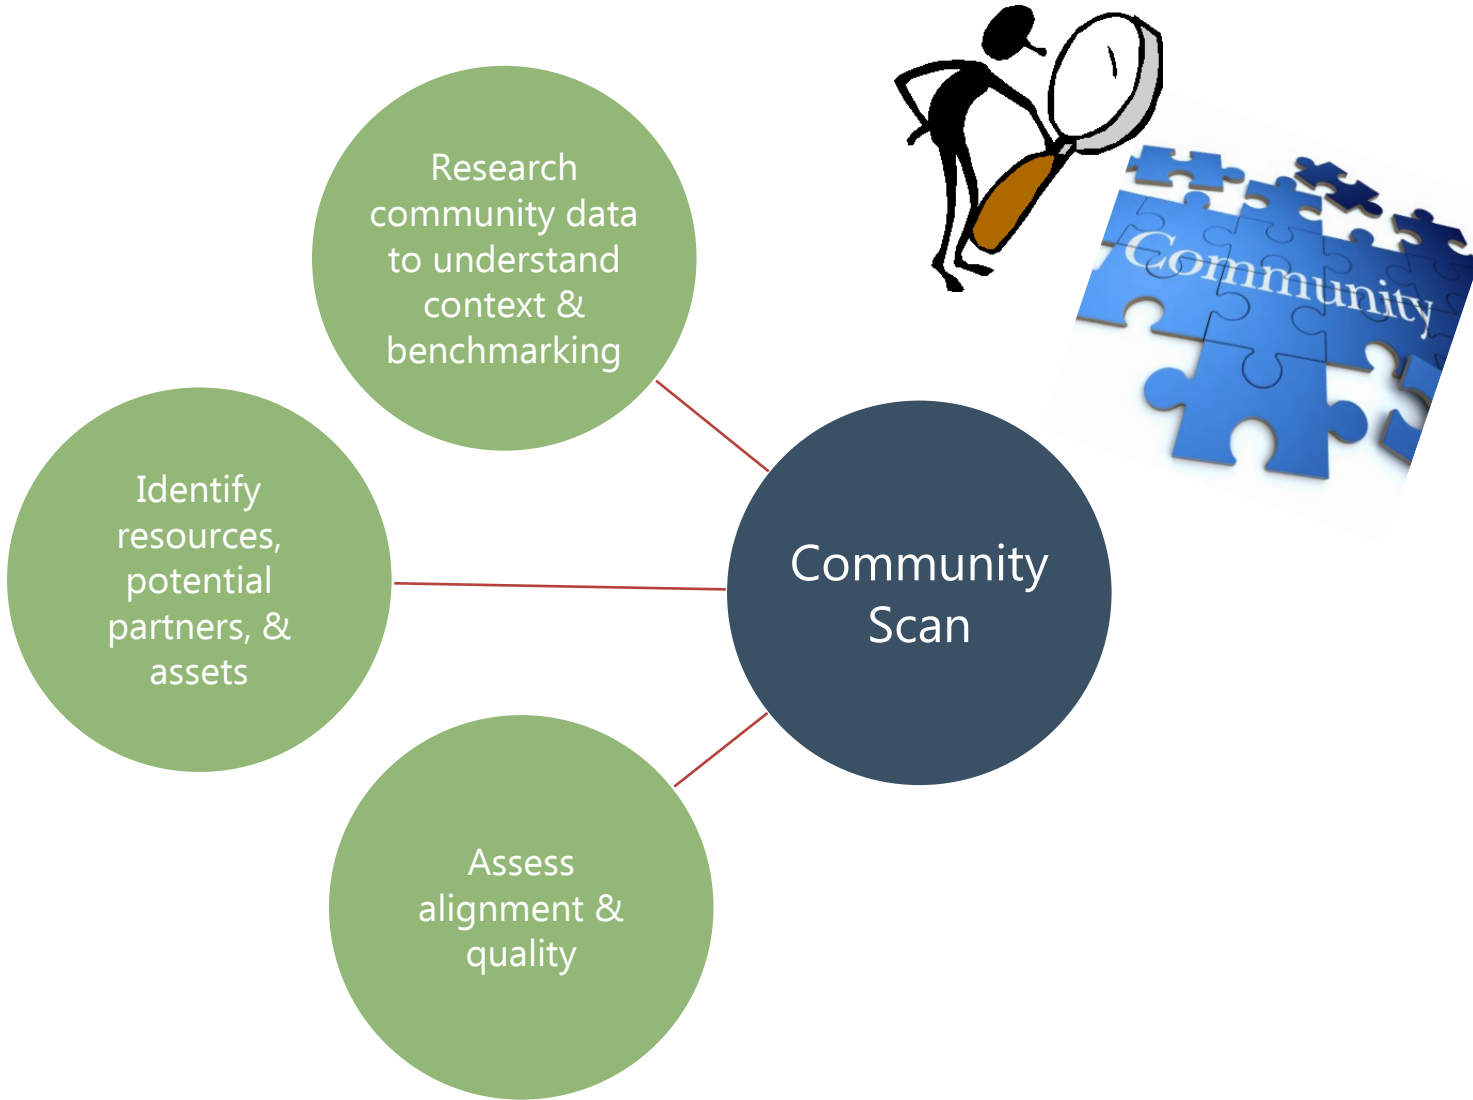 Research
community data
to understand
context &
benchmarking
Identify
resources,
potential
partners, &
assets
Community
Scan
Assess
alignment &
quality
Community